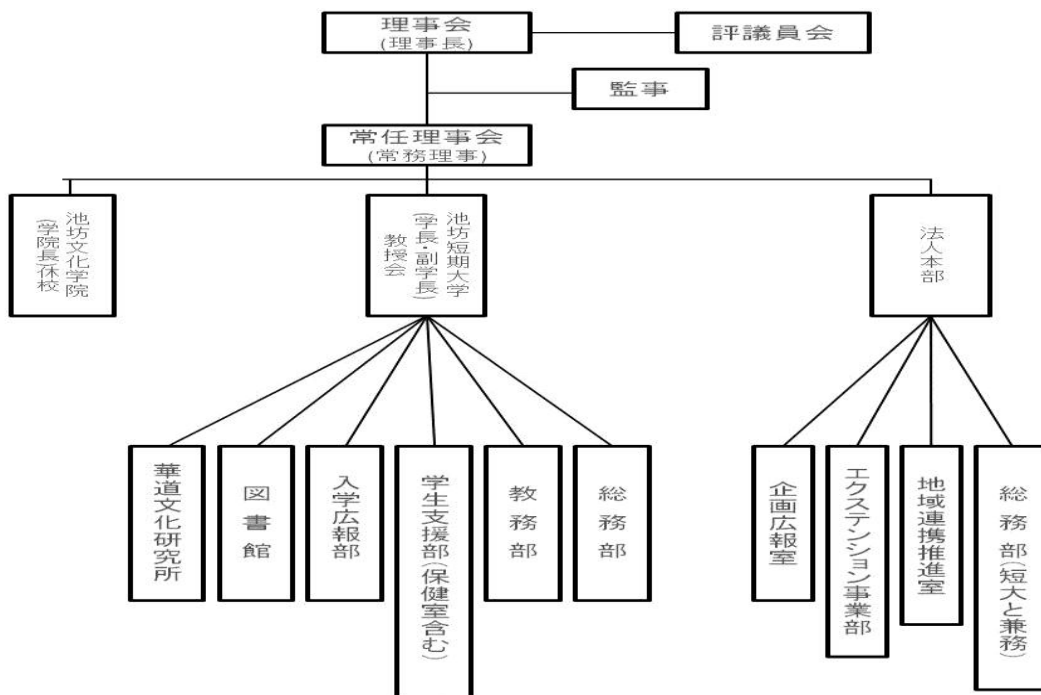 理事会
(理事長)
評議員会
監事
常任理事会
(常務理事)
池坊文化学院
(学院長)休校
池坊短期大学
(学長・副学長)
教授会
法人本部
華道文化研究所
図書館
入学広報部
学生支援部(保健室含む)
教務部
総務部
企画広報室
エクステンション事業部
地域連携推進室
総務部(短大と兼務)